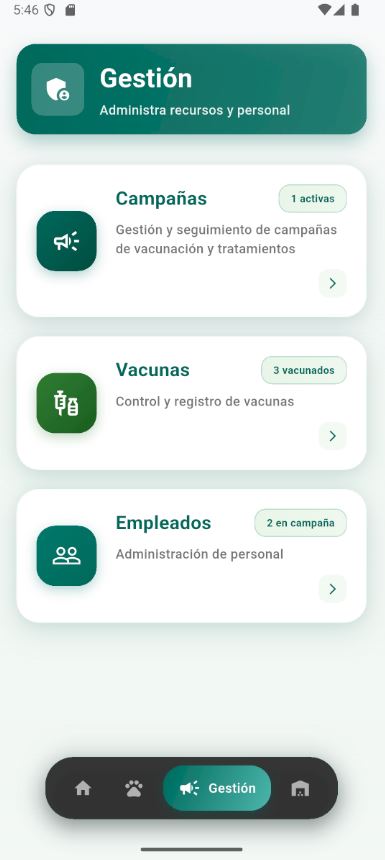 5:46
Gestión
Administra recursos y personal
Campañas
1 activas
Gestión y seguimiento de campañas
de vacunación y tratamientos
Vacunas
3 vacunados
Control y registro de vacunas
Empleados
2 en campaña
Administración de personal
Gestión